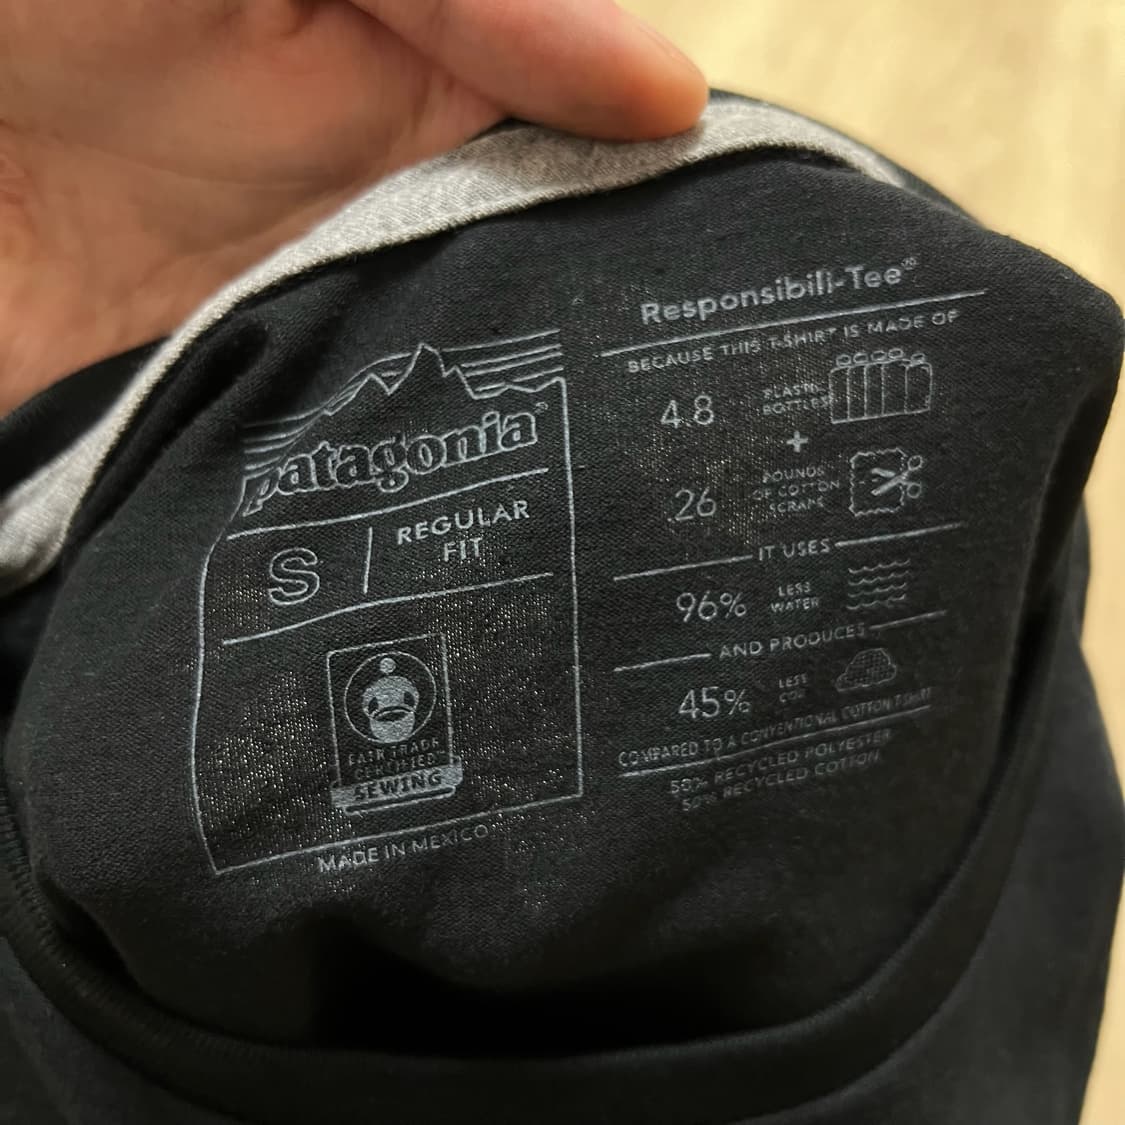 patagonia®
S
REGULAR
FIT
FAIR TRADE
CERTIFIED
SEWING
MADE IN MEXICO
Responsibili-Tee®
BECAUSE THIS T-SHIRT IS MADE OF
4.8
PLASTIC
BOTTLES
+
.26
POUNDS
OF COTTON
SCRAPS
IT USES
96%
LESS
WATER
AND PRODUCES
45%
LESS
CO₂
COMPARED TO A CONVENTIONAL COTTON T-SHIRT
50% RECYCLED POLYESTER
50% RECYCLED COTTON